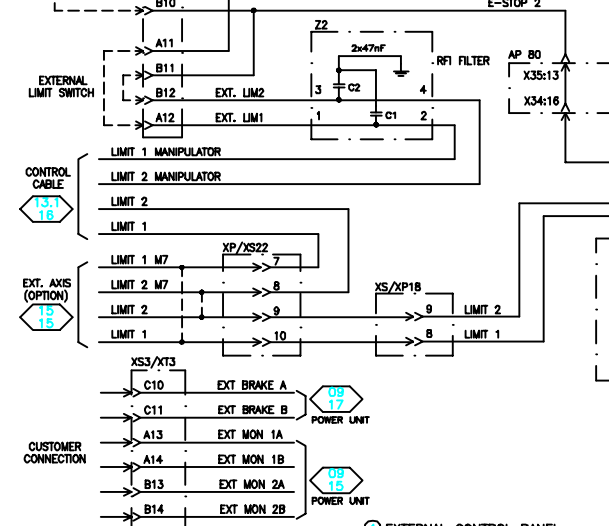 B10
E-STOP 2
A11
Z2
2x47nF
RFI FILTER
AP 80
B11
X35:13
EXTERNAL
LIMIT SWITCH
B12 EXT. LIM2 3 C2 4
X34:16
A12 EXT. LIM1 1 C1 2
LIMIT 1 MANIPULATOR
CONTROL
CABLE
LIMIT 2 MANIPULATOR
13.1
16
LIMIT 2
LIMIT 1
XP/XS22
LIMIT 1 M7 7
EXT. AXIS
(OPTION)
LIMIT 2 M7 8
XS/XP18
15
15
LIMIT 2 9 9 LIMIT 2
LIMIT 1 10 8 LIMIT 1
XS3/XT3
C10 EXT BRAKE A
09
17
C11 EXT BRAKE B
POWER UNIT
A13 EXT MON 1A
CUSTOMER
CONNECTION
A14 EXT MON 1B
09
15
B13 EXT MON 2A
POWER UNIT
B14 EXT MON 2B
EXTERNAL CONTROL PANEL